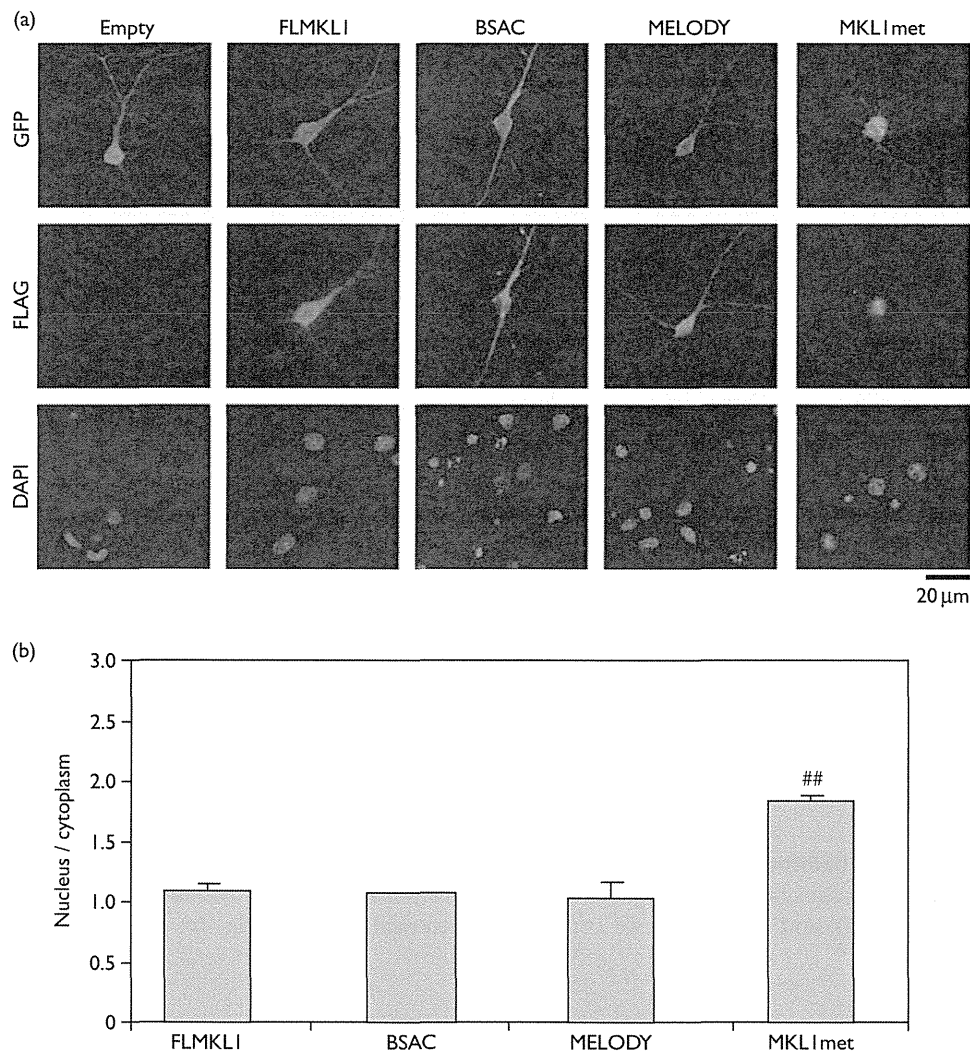 (a)
Empty FLMKL1 BSAC MELODY MKL1met
GFP
FLAG
DAPI
20 μm
(b)
3.0
2.5
2.0
1.5
1.0
0.5
0
Nucleus / cytoplasm
##
FLMKL1 BSAC MELODY MKL1met